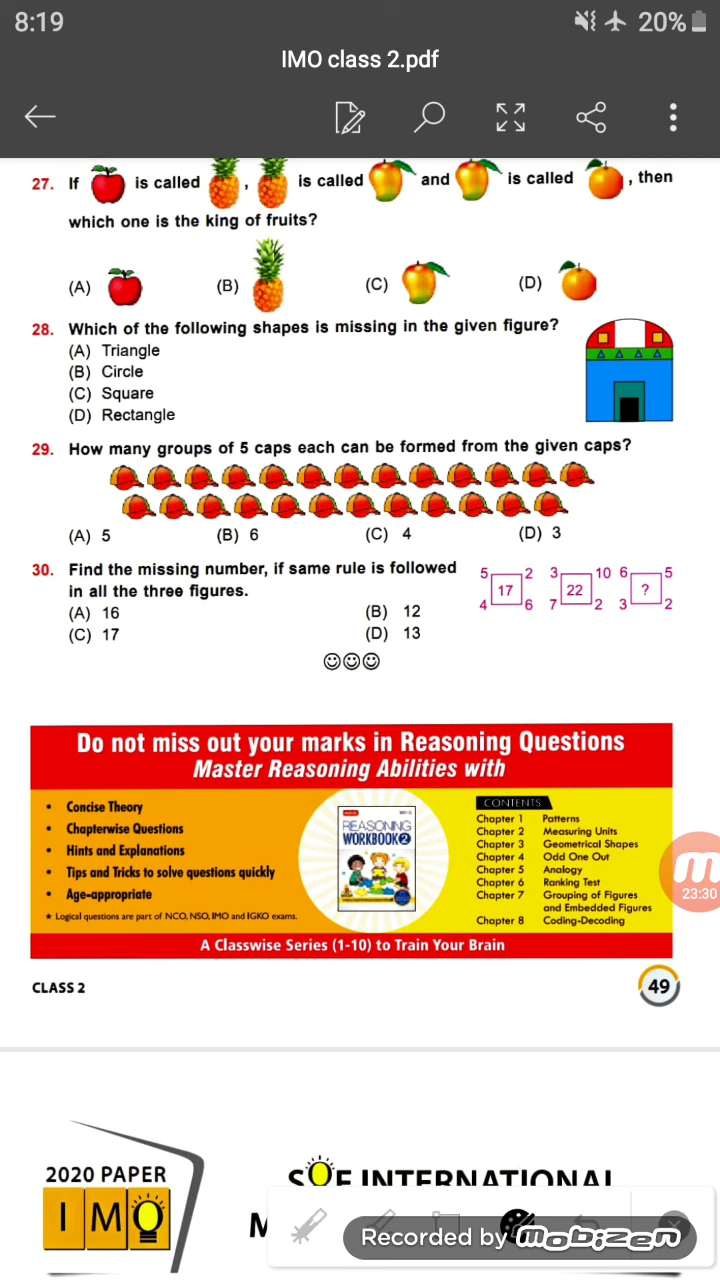 8:19 20%
IMO class 2.pdf
27. If is called , is called and is called , then
which one is the king of fruits?
(A) (B) (C) (D)
28. Which of the following shapes is missing in the given figure?
(A) Triangle
(B) Circle
(C) Square
(D) Rectangle
29. How many groups of 5 caps each can be formed from the given caps?
(A) 5 (B) 6 (C) 4 (D) 3
30. Find the missing number, if same rule is followed
in all the three figures.
(A) 16 (B) 12
(C) 17 (D) 13
5 2 3 10 6 5
17 22 ?
4 6 7 2 3 2
Do not miss out your marks in Reasoning Questions
Master Reasoning Abilities with
• Concise Theory
• Chapterwise Questions
• Hints and Explanations
• Tips and Tricks to solve questions quickly
• Age-appropriate
★ Logical questions are part of NCO, NSO, IMO and IGKO exams.
REASONING
WORKBOOK 2
CONTENTS
Chapter 1 Patterns
Chapter 2 Measuring Units
Chapter 3 Geometrical Shapes
Chapter 4 Odd One Out
Chapter 5 Analogy
Chapter 6 Ranking Test
Chapter 7 Grouping of Figures
and Embedded Figures
Chapter 8 Coding-Decoding
m
23:30
A Classwise Series (1-10) to Train Your Brain
CLASS 2 49
2020 PAPER
IMO
SOF INTERNATIONAL
M
Recorded by mobizen